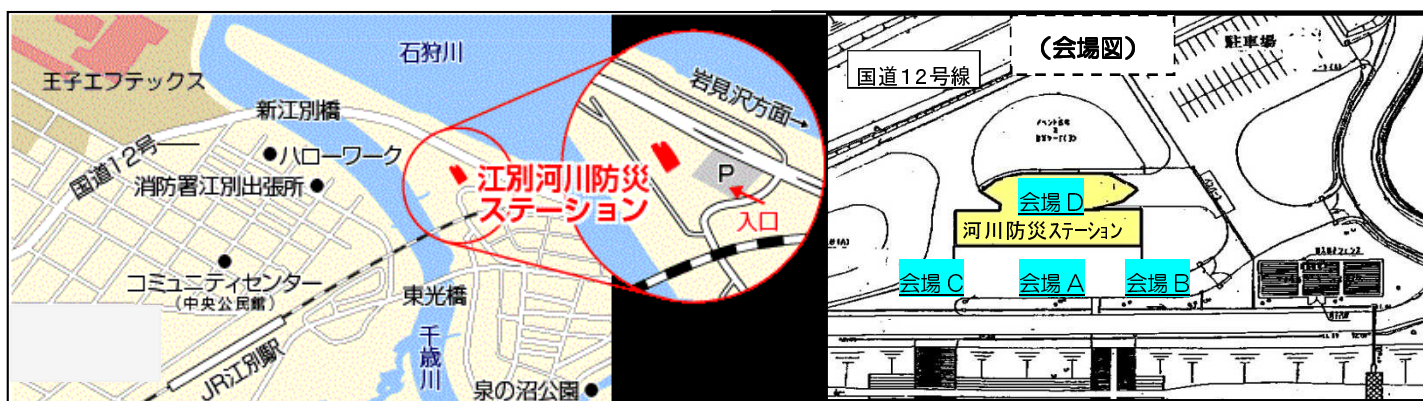 石狩川
王子エフテックス
新江別橋
国道12号
ハローワーク
消防署江別出張所
江別河川防災
ステーション
コミュニティセンター
(中央公民館)
東光橋
千歳川
JR江別駅
泉の沼公園
岩見沢方面→
P
入口
(会場図)
国道12号線
駐車場
会場D
河川防災ステーション
会場C
会場A
会場B